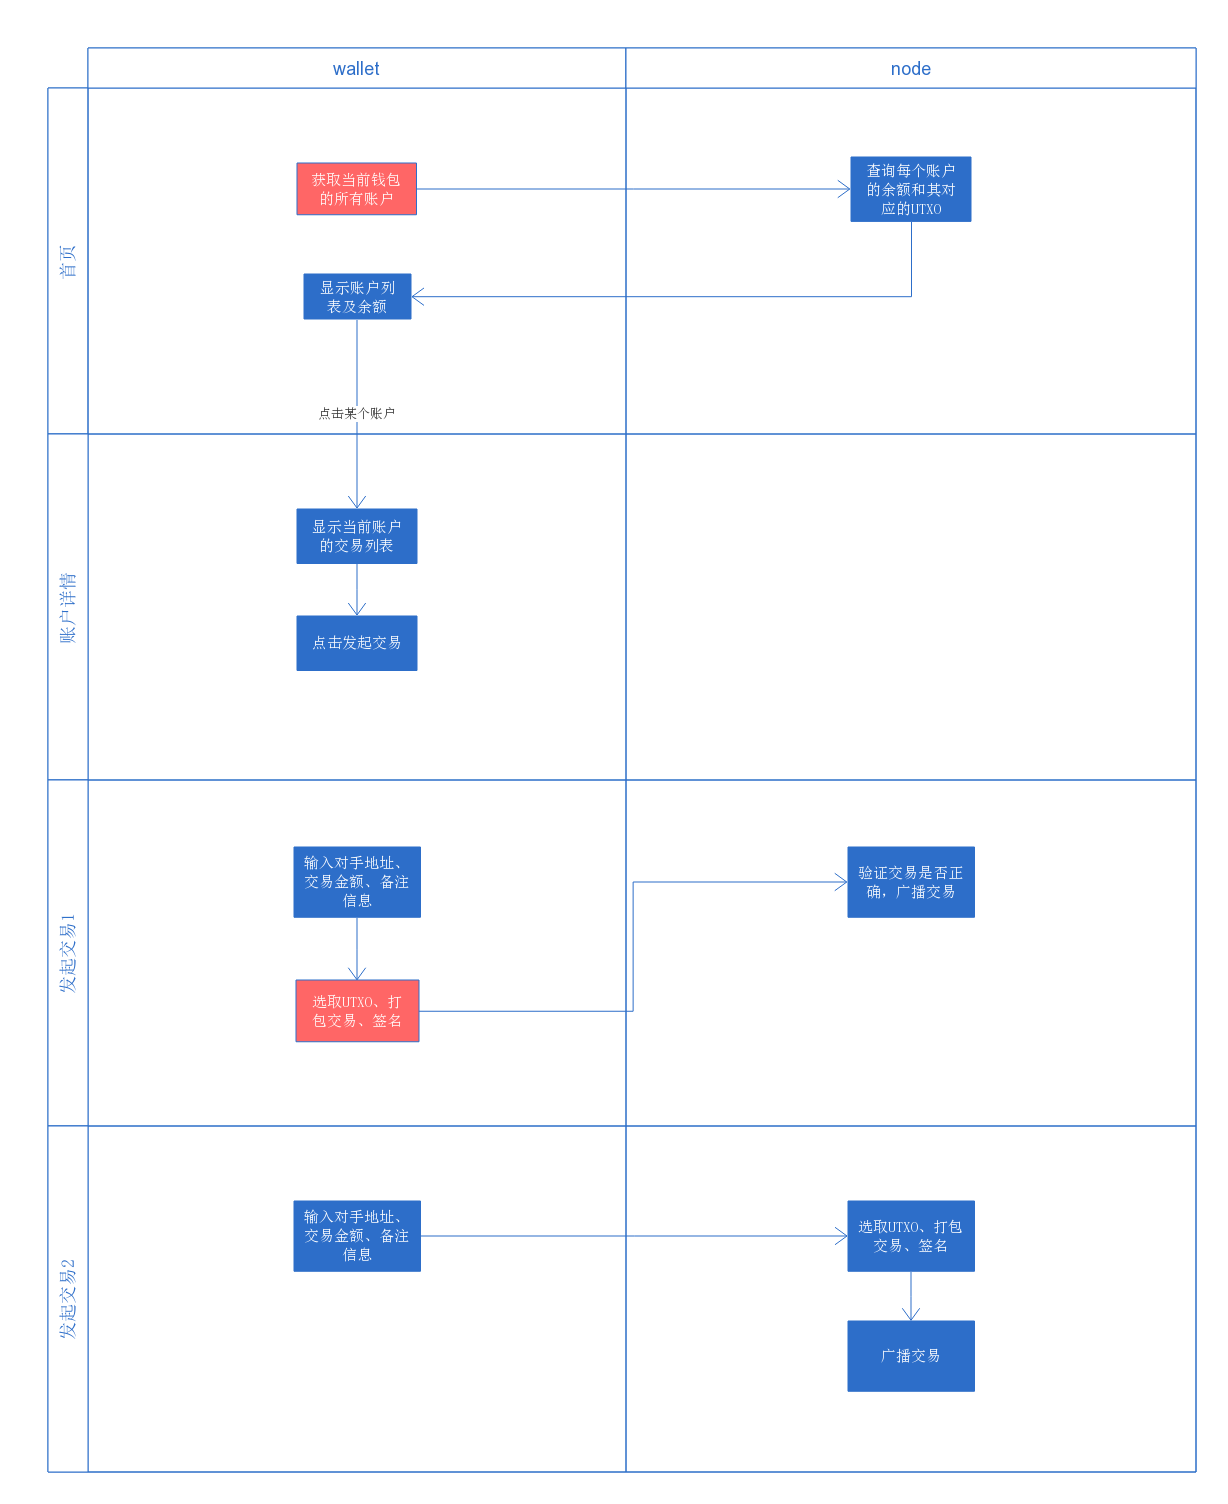 wallet
node
首页
获取当前钱包
的所有账户
查询每个账户
的余额和其对
应的UTXO
显示账户列
表及余额
点击某个账户
账户详情
显示当前账户
的交易列表
点击发起交易
发起交易1
输入对手地址、
交易金额、备注
信息
验证交易是否正
确，广播交易
选取UTXO、打
包交易、签名
发起交易2
输入对手地址、
交易金额、备注
信息
选取UTXO、打包
交易、签名
广播交易